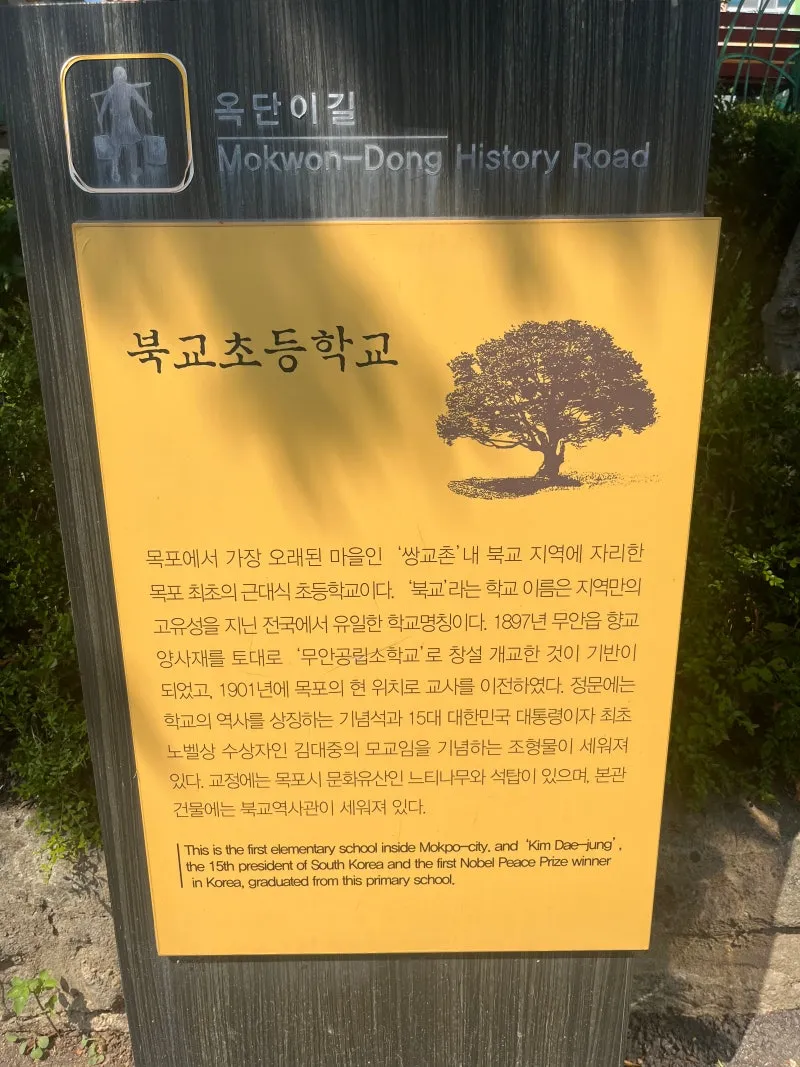 옥단이길
Mokwon-Dong History Road
북교초등학교
목포에서 가장 오래된 마을인 ‘쌍교촌’내 북교 지역에 자리한
목포 최초의 근대식 초등학교이다. ‘북교’라는 학교 이름은 지역만의
고유성을 지닌 전국에서 유일한 학교명칭이다. 1897년 무안읍 향교
양사재를 토대로 ‘무안공립소학교’로 창설 개교한 것이 기반이
되었고, 1901년에 목포의 현 위치로 교사를 이전하였다. 정문에는
학교의 역사를 상징하는 기념석과 15대 대한민국 대통령이자 최초
노벨상 수상자인 김대중의 모교임을 기념하는 조형물이 세워져
있다. 교정에는 목포시 문화유산인 느티나무와 석탑이 있으며, 본관
건물에는 북교역사관이 세워져 있다.
This is the first elementary school inside Mokpo-city, and ‘Kim Dae-jung’,
the 15th president of South Korea and the first Nobel Peace Prize winner
in Korea, graduated from this primary school.